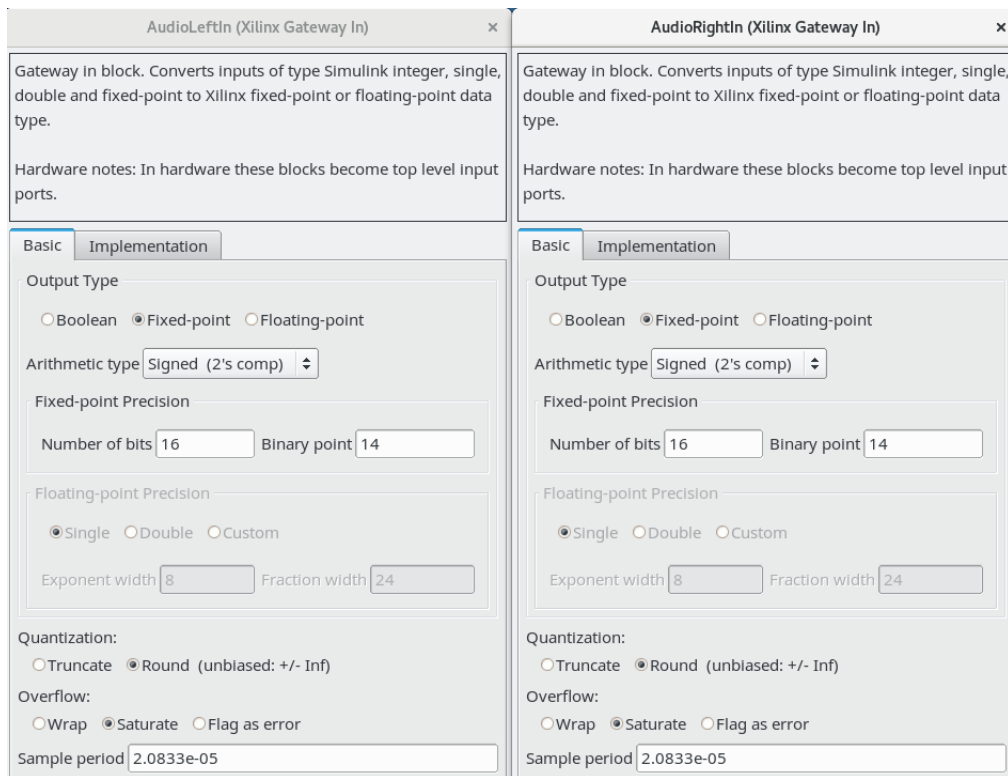 AudioLeftIn (Xilinx Gateway In) ×
Gateway in block. Converts inputs of type Simulink integer, single,
double and fixed-point to Xilinx fixed-point or floating-point data
type.
Hardware notes: In hardware these blocks become top level input
ports.
Basic Implementation
Output Type
Boolean Fixed-point Floating-point
Arithmetic type Signed (2's comp)
Fixed-point Precision
Number of bits 16 Binary point 14
Floating-point Precision
Single Double Custom
Exponent width 8 Fraction width 24
Quantization:
Truncate Round (unbiased: +/- Inf)
Overflow:
Wrap Saturate Flag as error
Sample period 2.0833e-05
AudioRightIn (Xilinx Gateway In) ×
Gateway in block. Converts inputs of type Simulink integer, single,
double and fixed-point to Xilinx fixed-point or floating-point data
type.
Hardware notes: In hardware these blocks become top level input
ports.
Basic Implementation
Output Type
Boolean Fixed-point Floating-point
Arithmetic type Signed (2's comp)
Fixed-point Precision
Number of bits 16 Binary point 14
Floating-point Precision
Single Double Custom
Exponent width 8 Fraction width 24
Quantization:
Truncate Round (unbiased: +/- Inf)
Overflow:
Wrap Saturate Flag as error
Sample period 2.0833e-05